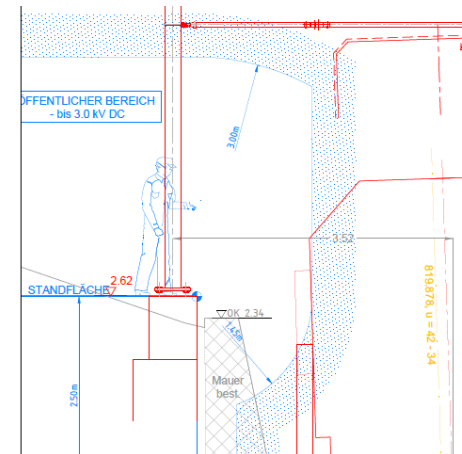 ÖFFENTLICHER BEREICH
- bis 3.0 kV DC
3.00m
3.52
2.62
STANDFLÄCHE
OK 2.34
1.45m
819.878, u = 42 - 34
Mauer
best.
2.50m